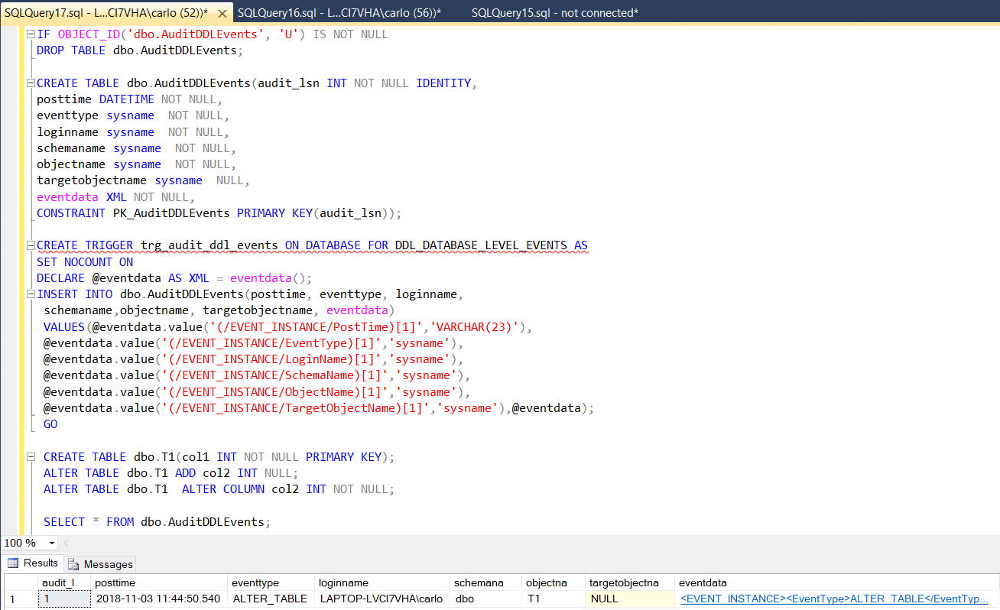 SQLQuery17.sql - L...CI7VHA\carlo (52))* SQLQuery16.sql - L...CI7VHA\carlo (56))* SQLQuery15.sql - not connected*
IF OBJECT_ID('dbo.AuditDDLEvents', 'U') IS NOT NULL
DROP TABLE dbo.AuditDDLEvents;
CREATE TABLE dbo.AuditDDLEvents(audit_lsn INT NOT NULL IDENTITY,
posttime DATETIME NOT NULL,
eventtype sysname  NOT NULL,
loginname sysname  NOT NULL,
schemaname sysname  NOT NULL,
objectname sysname  NOT NULL,
targetobjectname sysname  NULL,
eventdata XML NOT NULL,
CONSTRAINT PK_AuditDDLEvents PRIMARY KEY(audit_lsn));
CREATE TRIGGER trg_audit_ddl_events ON DATABASE FOR DDL_DATABASE_LEVEL_EVENTS AS
SET NOCOUNT ON
DECLARE @eventdata AS XML = eventdata();
INSERT INTO dbo.AuditDDLEvents(posttime, eventtype, loginname,
schemaname,objectname, targetobjectname, eventdata)
VALUES(@eventdata.value('(/EVENT_INSTANCE/PostTime)[1]','VARCHAR(23)'),
@eventdata.value('(/EVENT_INSTANCE/EventType)[1]','sysname'),
@eventdata.value('(/EVENT_INSTANCE/LoginName)[1]','sysname'),
@eventdata.value('(/EVENT_INSTANCE/SchemaName)[1]','sysname'),
@eventdata.value('(/EVENT_INSTANCE/ObjectName)[1]','sysname'),
@eventdata.value('(/EVENT_INSTANCE/TargetObjectName)[1]','sysname'),@eventdata);
GO
CREATE TABLE dbo.T1(col1 INT NOT NULL PRIMARY KEY);
ALTER TABLE dbo.T1 ADD col2 INT NULL;
ALTER TABLE dbo.T1  ALTER COLUMN col2 INT NOT NULL;
SELECT * FROM dbo.AuditDDLEvents;
100 %
Results Messages
audit_l posttime eventtype loginname schemana objectna targetobjectna eventdata
1 1 2018-11-03 11:44:50.540 ALTER_TABLE LAPTOP-LVCI7VHA\carlo dbo T1 NULL <EVENT_INSTANCE><EventType>ALTER_TABLE</EventTyp...